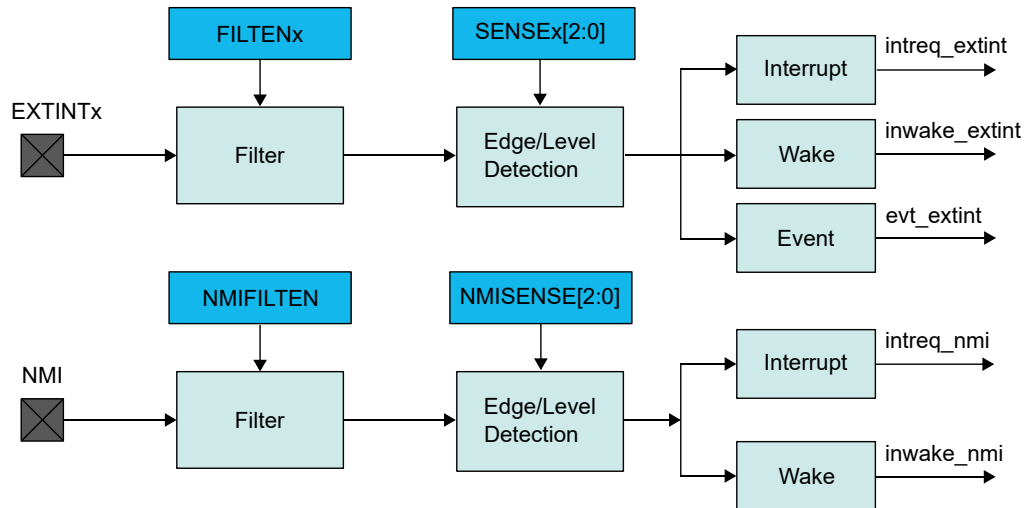 FILTENx
SENSEx[2:0]
EXTINTx
Filter
Edge/Level
Detection
Interrupt
intreq_extint
Wake
inwake_extint
Event
evt_extint
NMIFILTEN
NMISENSE[2:0]
NMI
Filter
Edge/Level
Detection
Interrupt
intreq_nmi
Wake
inwake_nmi